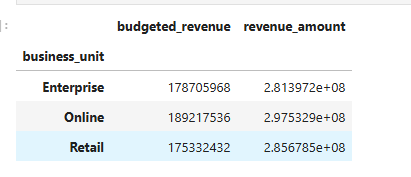 ]:
budgeted_revenue revenue_amount
business_unit
Enterprise 178705968 2.813972e+08
Online 189217536 2.975329e+08
Retail 175332432 2.856785e+08